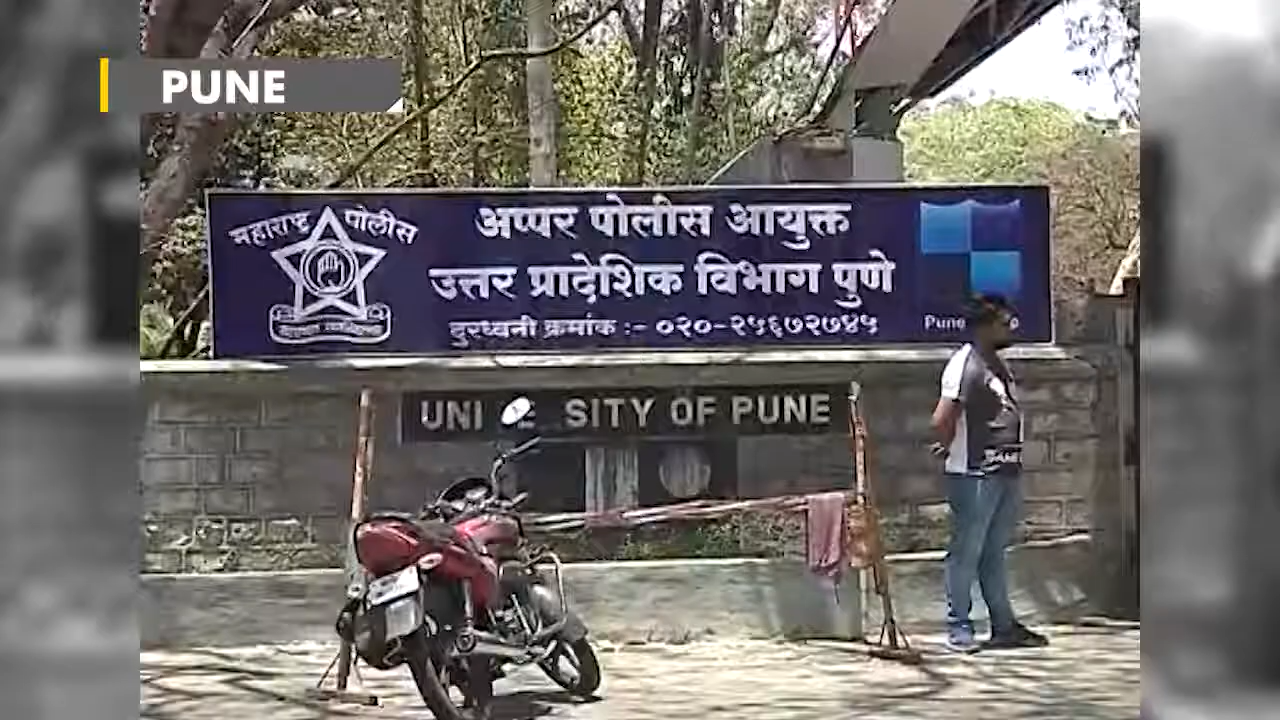 PUNE
महाराष्ट्र पोलीस
अप्पर पोलीस आयुक्त
उत्तर प्रादेशिक विभाग पुणे
दुरध्वनी क्रमांक :- ०२०-२५६७२७४५
Pune
UNI E SITY OF PUNE